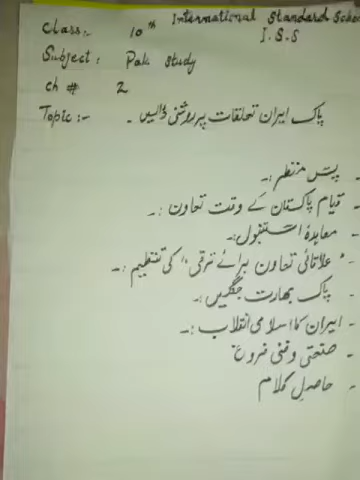 International Standard School
Class:- 10th I.S.S
Subject: Pak Study
Ch # 2
Topic:- پاک ایران تعلقات پر روشنی ڈالیں -
- پس منظر:-
- قیام پاکستان کے وقت تعاون :-
- معاہدہ استنبول:-
- "علاقائی تعاون برائے ترقی" کی تنظیم :-
- پاک بھارت جنگیں:-
- ایران کا اسلامی انقلاب :-
- صنعتی و فنی فروغ
- حاصل کلام